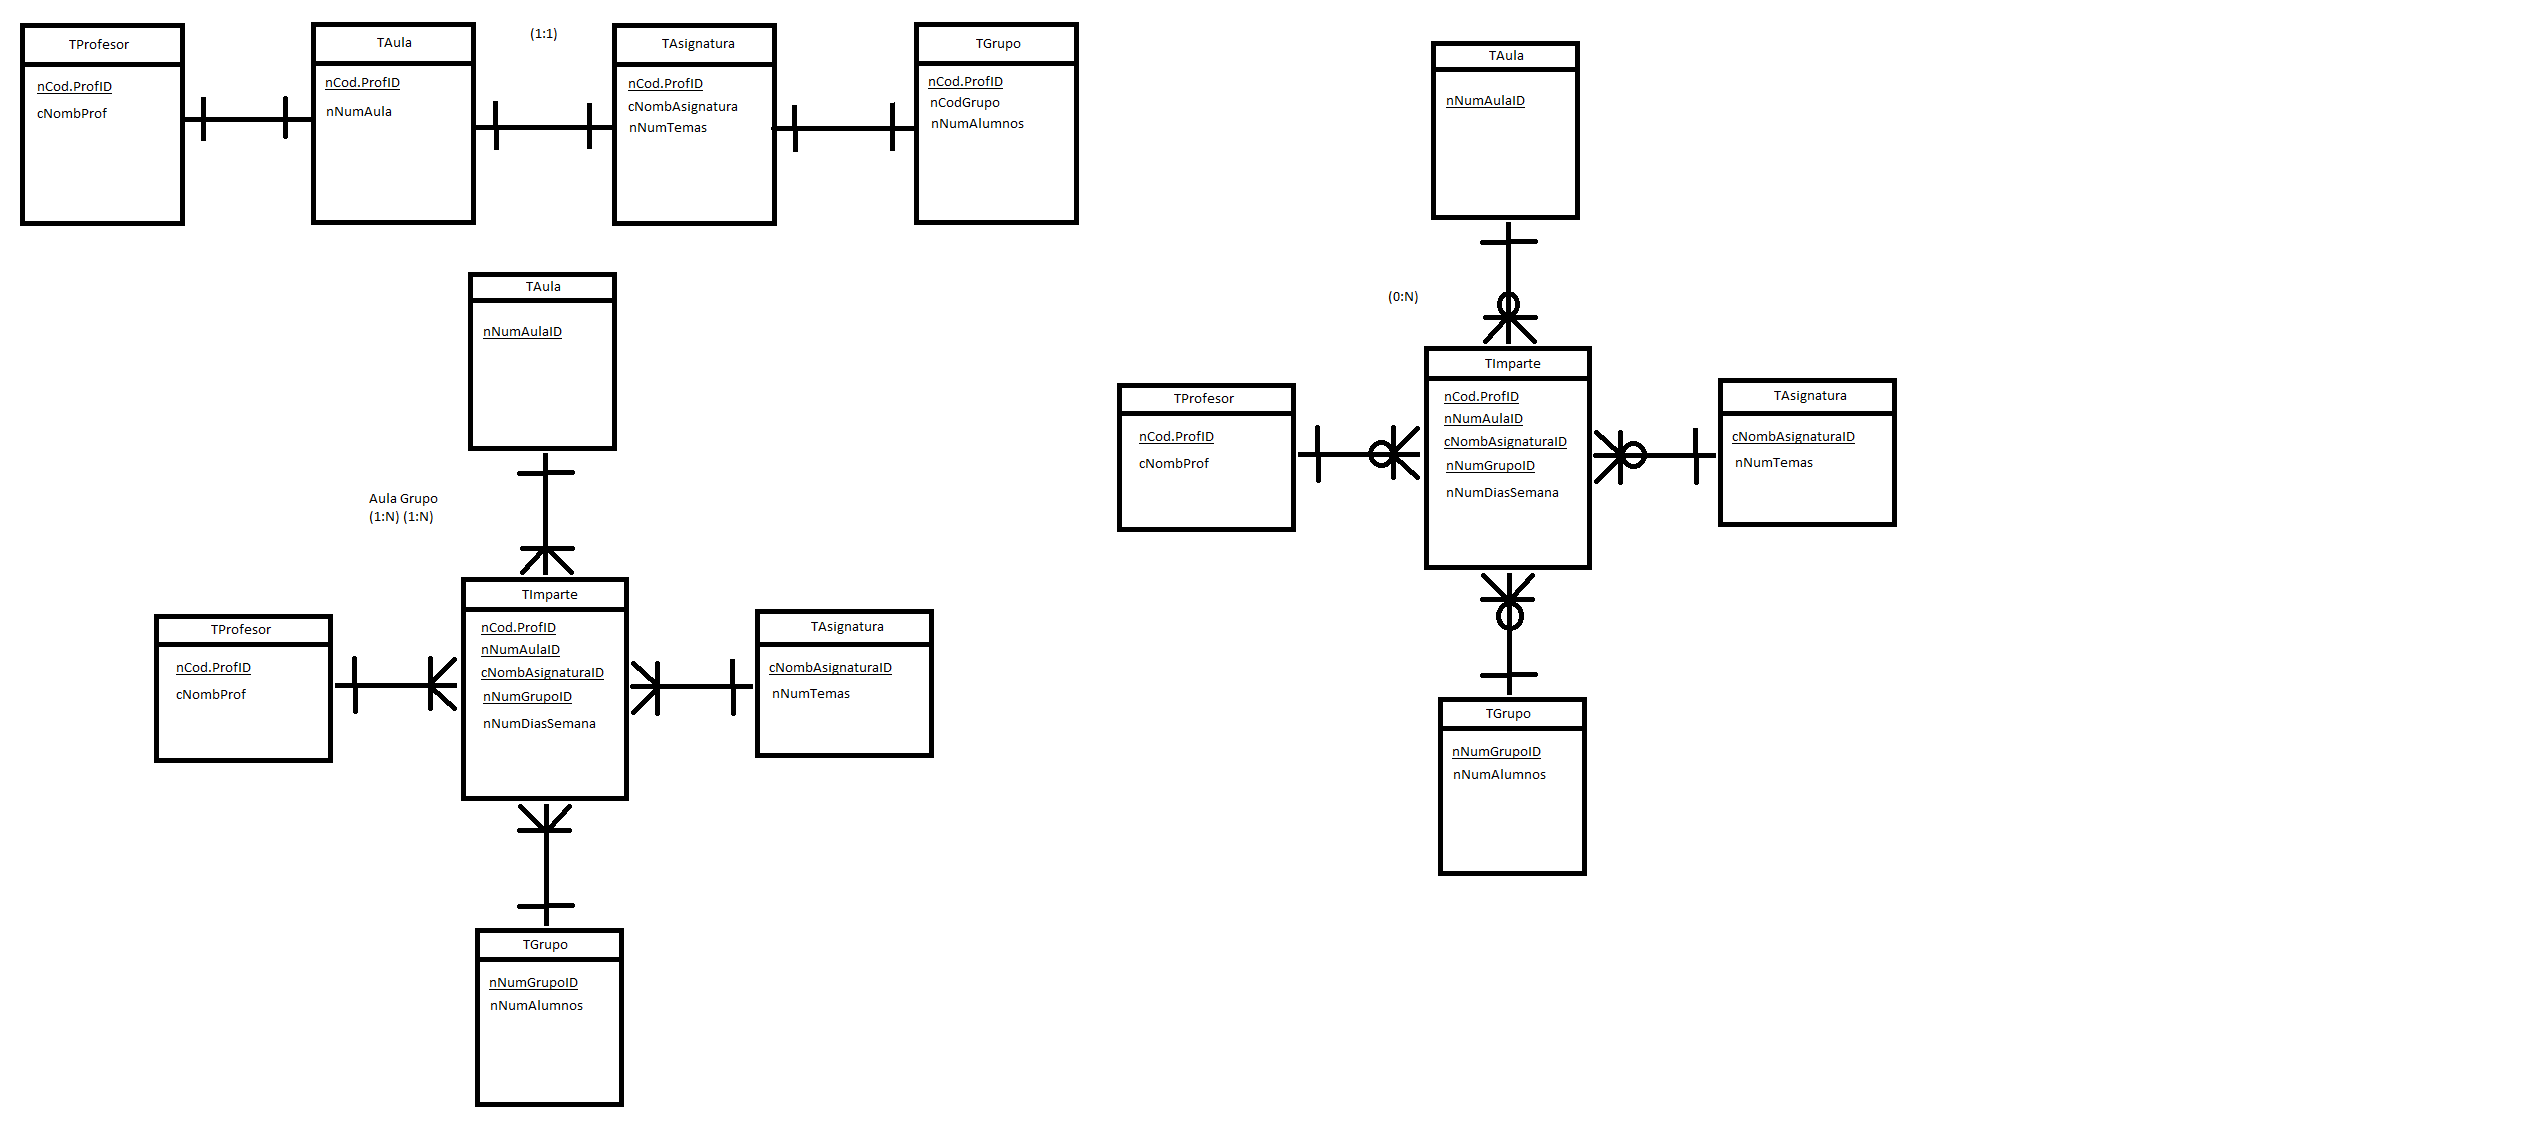 TProfesor
nCod.ProfID
cNombProf
TAula
nCod.ProfID
nNumAula
(1:1)
TAsignatura
nCod.ProfID
cNombAsignatura
nNumTemas
TGrupo
nCod.ProfID
nCodGrupo
nNumAlumnos
TAula
nNumAulaID
Aula Grupo
(1:N) (1:N)
TProfesor
nCod.ProfID
cNombProf
TImparte
nCod.ProfID
nNumAulaID
cNombAsignaturaID
nNumGrupoID
nNumDiasSemana
TAsignatura
cNombAsignaturaID
nNumTemas
TGrupo
nNumGrupoID
nNumAlumnos
TAula
nNumAulaID
(0:N)
TProfesor
nCod.ProfID
cNombProf
TImparte
nCod.ProfID
nNumAulaID
cNombAsignaturaID
nNumGrupoID
nNumDiasSemana
TAsignatura
cNombAsignaturaID
nNumTemas
TGrupo
nNumGrupoID
nNumAlumnos